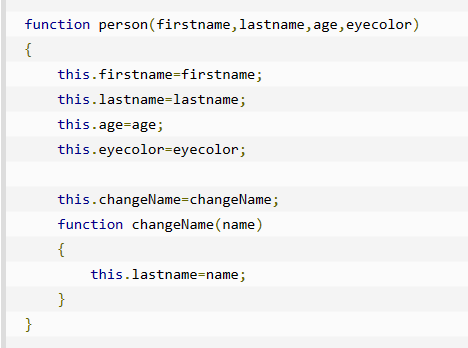 function person(firstname,lastname,age,eyecolor)
{
    this.firstname=firstname;
    this.lastname=lastname;
    this.age=age;
    this.eyecolor=eyecolor;

    this.changeName=changeName;
    function changeName(name)
    {
        this.lastname=name;
    }
}